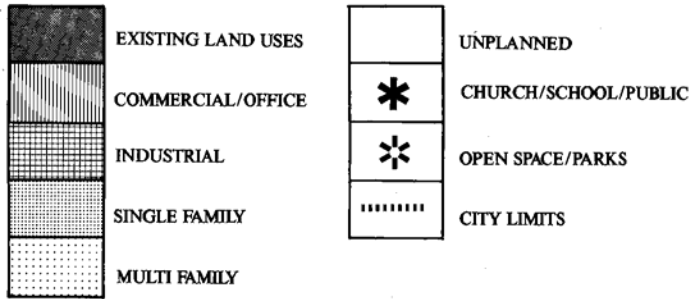 EXISTING LAND USES
COMMERCIAL/OFFICE
INDUSTRIAL
SINGLE FAMILY
MULTI FAMILY
UNPLANNED
CHURCH/SCHOOL/PUBLIC
OPEN SPACE/PARKS
CITY LIMITS